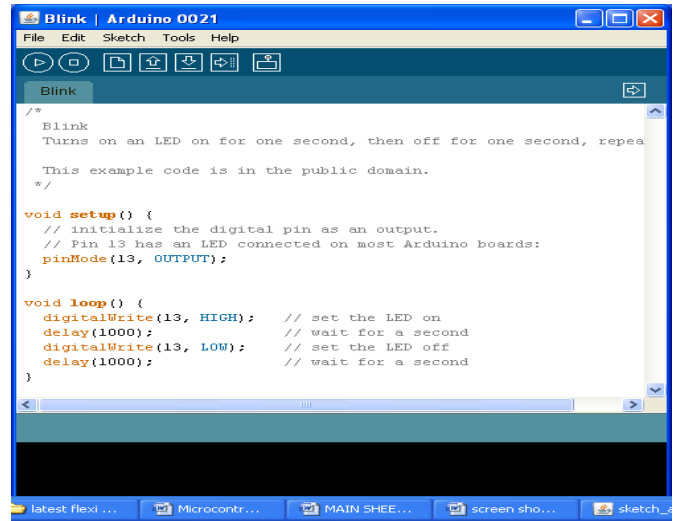 Blink | Arduino 0021
File Edit Sketch Tools Help
Blink
/*
  Blink
  Turns on an LED on for one second, then off for one second, repea

  This example code is in the public domain.
 */

void setup() {
  // initialize the digital pin as an output.
  // Pin 13 has an LED connected on most Arduino boards:
  pinMode(13, OUTPUT);
}

void loop() {
  digitalWrite(13, HIGH);   // set the LED on
  delay(1000);              // wait for a second
  digitalWrite(13, LOW);    // set the LED off
  delay(1000);              // wait for a second
}
latest flexi ... Microcontr... MAIN SHEE... screen sho... sketch_a